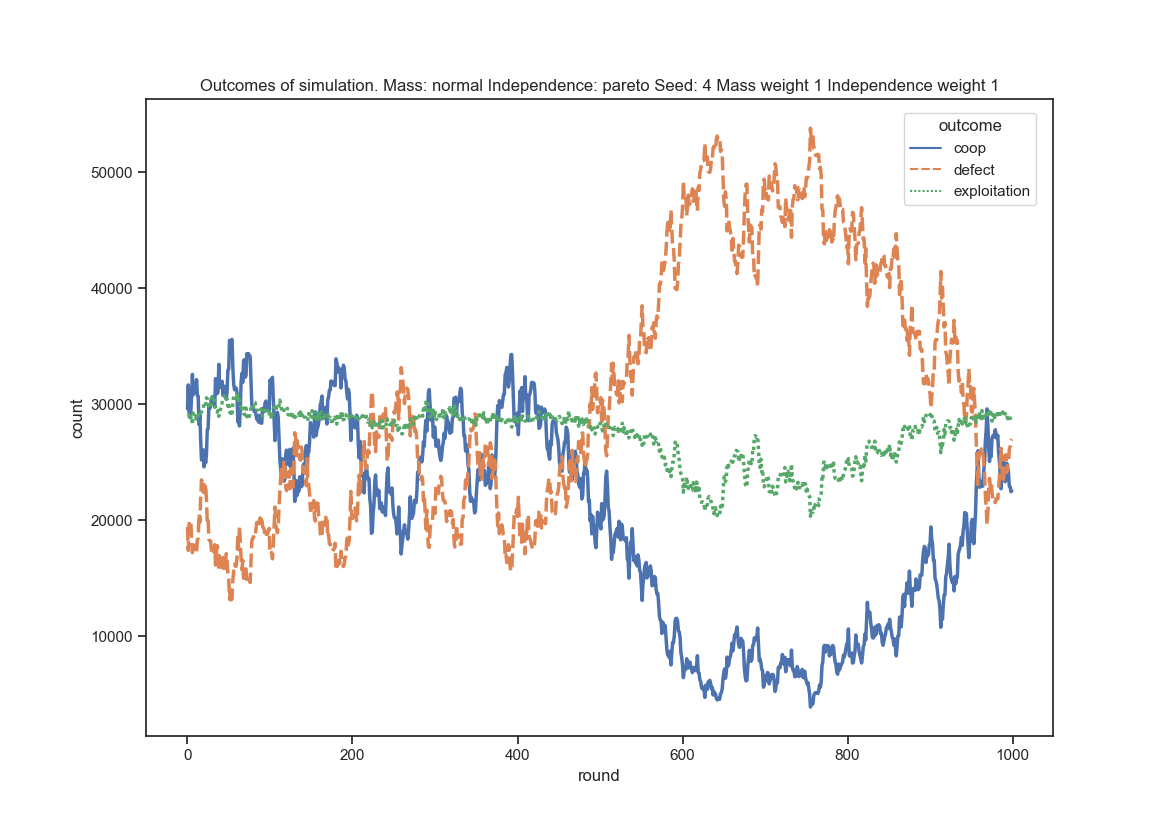 Outcomes of simulation. Mass: normal Independence: pareto Seed: 4 Mass weight 1 Independence weight 1
outcome
coop
defect
exploitation
50000
40000
30000
20000
10000
count
0 200 400 600 800 1000
round